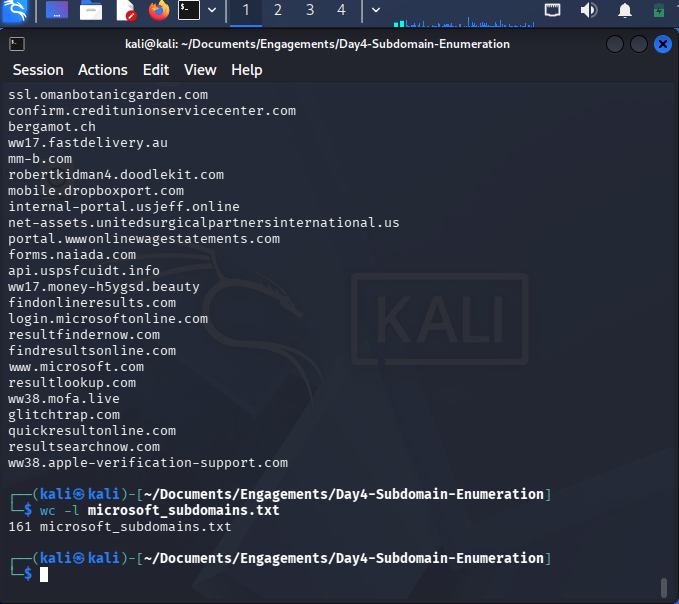 1 2 3 4
kali@kali: ~/Documents/Engagements/Day4-Subdomain-Enumeration
Session Actions Edit View Help
ssl.omanbotanicgarden.com
confirm.creditunionservicecenter.com
bergamot.ch
ww17.fastdelivery.au
mm-b.com
robertkidman4.doodlekit.com
mobile.dropboxport.com
internal-portal.usjeff.online
net-assets.unitedsurgicalpartnersinternational.us
portal.wwwonlinewagestatements.com
forms.naiada.com
api.uspsfcuidt.info
ww17.money-h5ygsd.beauty
findonlineresults.com
login.microsoftonline.com
resultfindernow.com
findresultsonline.com
www.microsoft.com
resultlookup.com
ww38.mofa.live
glitchtrap.com
quickresultonline.com
resultsearchnow.com
ww38.apple-verification-support.com
KALI
┌──(kali㉿kali)-[~/Documents/Engagements/Day4-Subdomain-Enumeration]
└─$ wc -l microsoft_subdomains.txt
161 microsoft_subdomains.txt
┌──(kali㉿kali)-[~/Documents/Engagements/Day4-Subdomain-Enumeration]
└─$